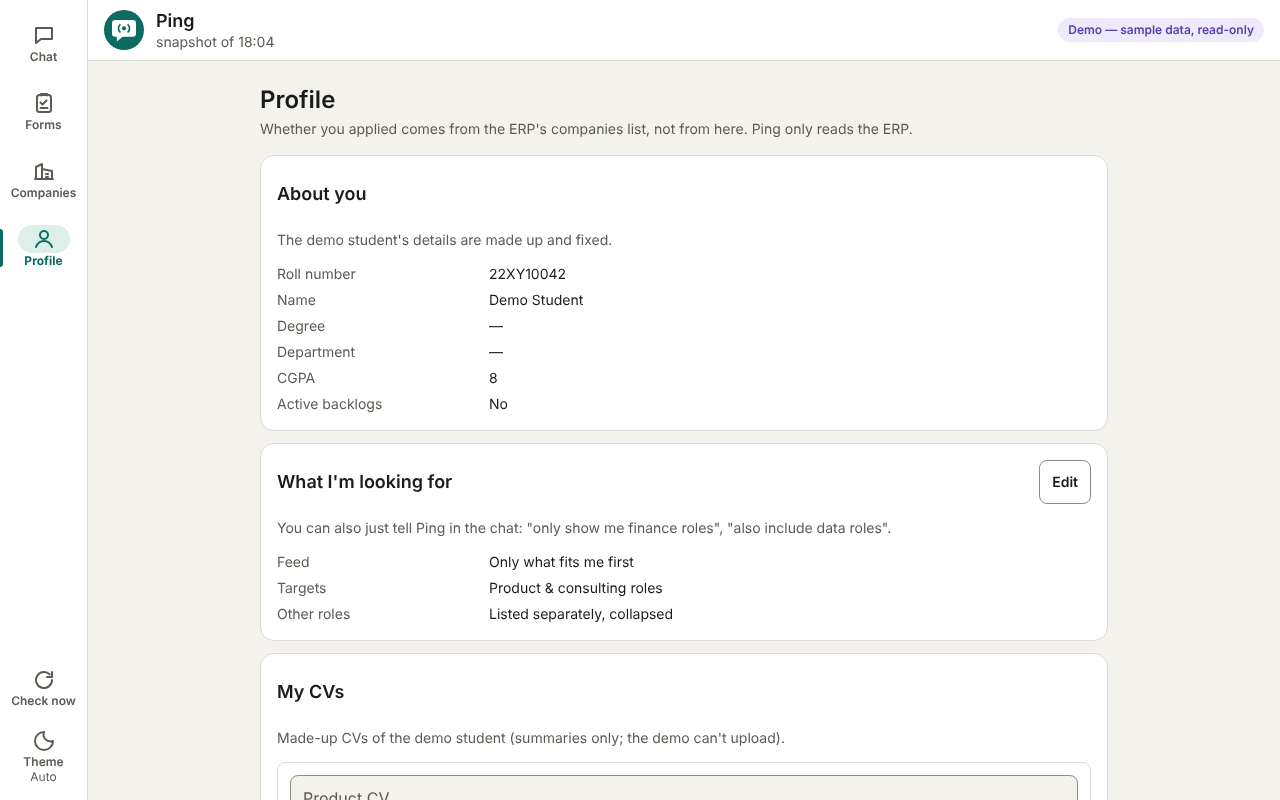 Ping
snapshot of 18:04
Demo — sample data, read-only
Chat
Forms
Companies
Profile
Check now
Theme
Auto
Profile
Whether you applied comes from the ERP's companies list, not from here. Ping only reads the ERP.
About you
The demo student's details are made up and fixed.
Roll number 22XY10042
Name Demo Student
Degree —
Department —
CGPA 8
Active backlogs No
What I'm looking for
Edit
You can also just tell Ping in the chat: "only show me finance roles", "also include data roles".
Feed Only what fits me first
Targets Product & consulting roles
Other roles Listed separately, collapsed
My CVs
Made-up CVs of the demo student (summaries only; the demo can't upload).
Product CV